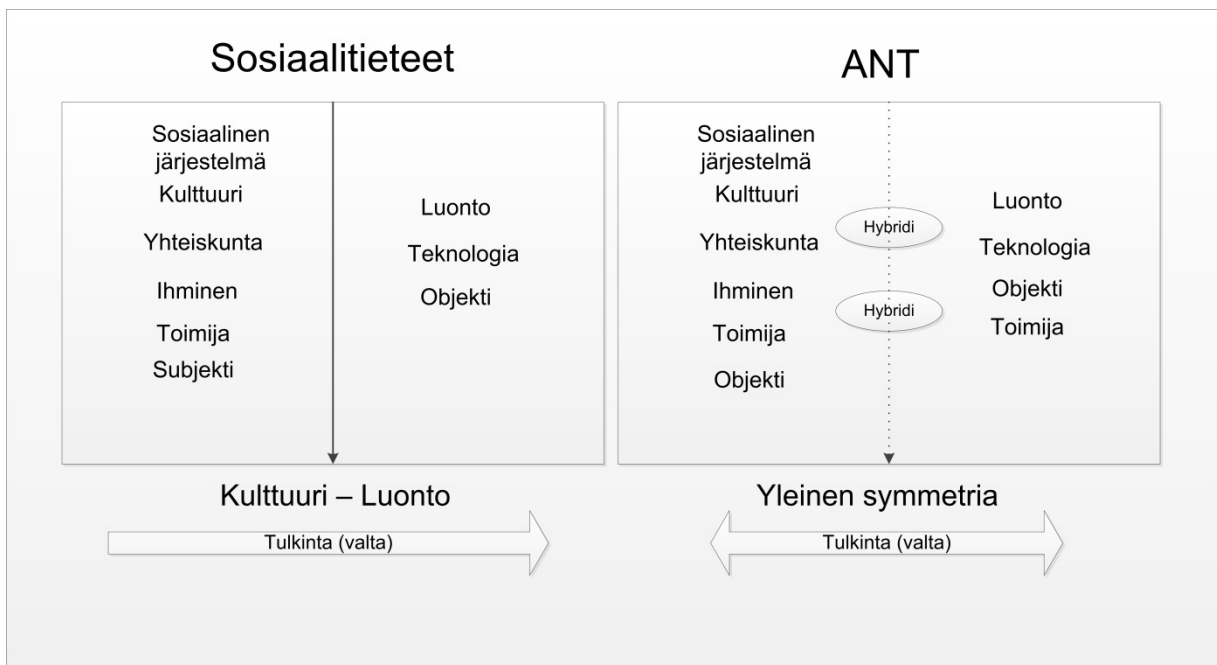 Sosiaalitieteet
Sosiaalinen
järjestelmä
Kulttuuri
Yhteiskunta
Ihminen
Toimija
Subjekti
Luonto
Teknologia
Objekti
Kulttuuri – Luonto
Tulkinta (valta)
ANT
Sosiaalinen
järjestelmä
Kulttuuri
Yhteiskunta
Ihminen
Toimija
Objekti
Hybridi
Hybridi
Luonto
Teknologia
Objekti
Toimija
Yleinen symmetria
Tulkinta (valta)